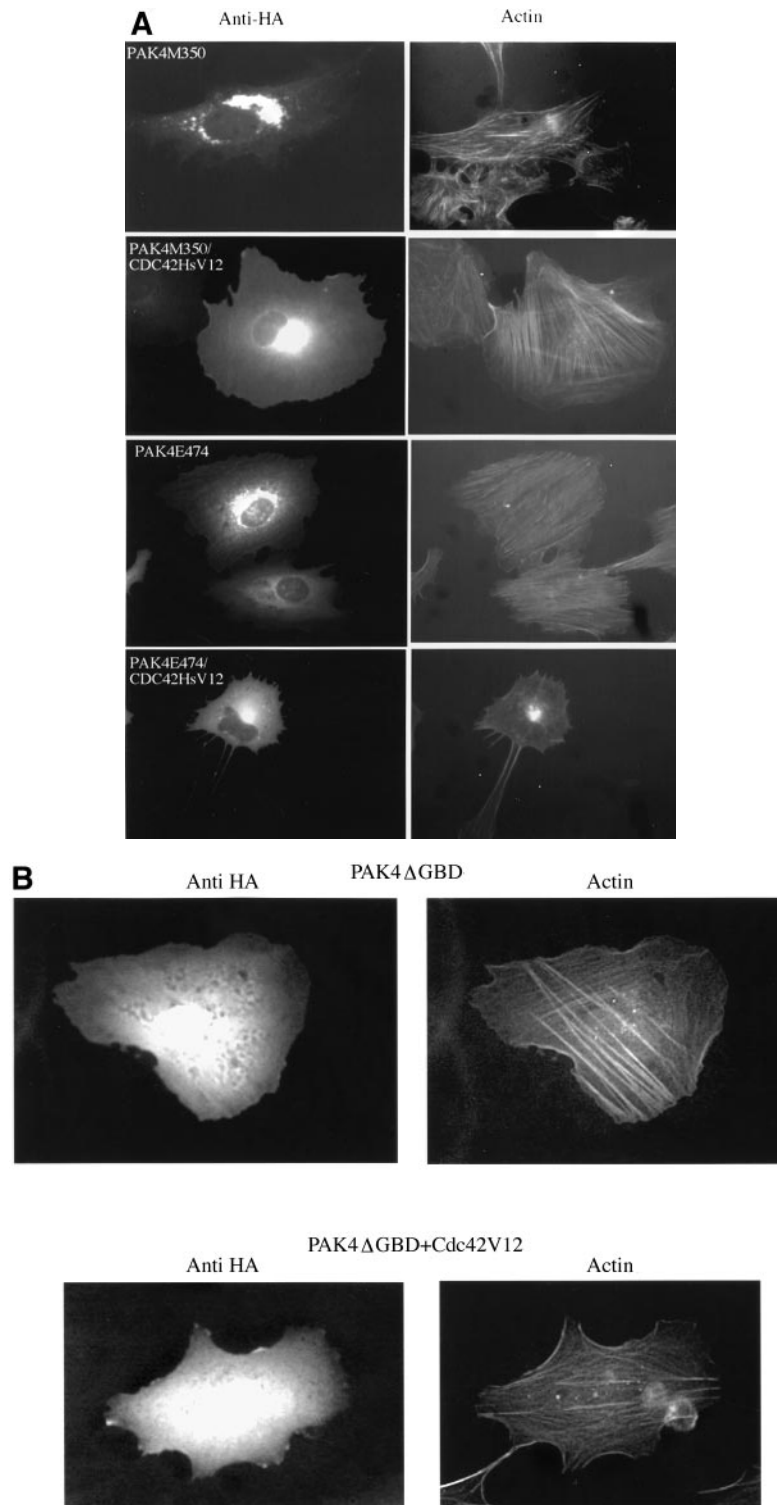 A
Anti-HA Actin
PAK4M350
PAK4M350/
CDC42HsV12
PAK4E474
PAK4E474/
CDC42HsV12
B
PAK4ΔGBD
Anti HA Actin
PAK4ΔGBD+Cdc42V12
Anti HA Actin